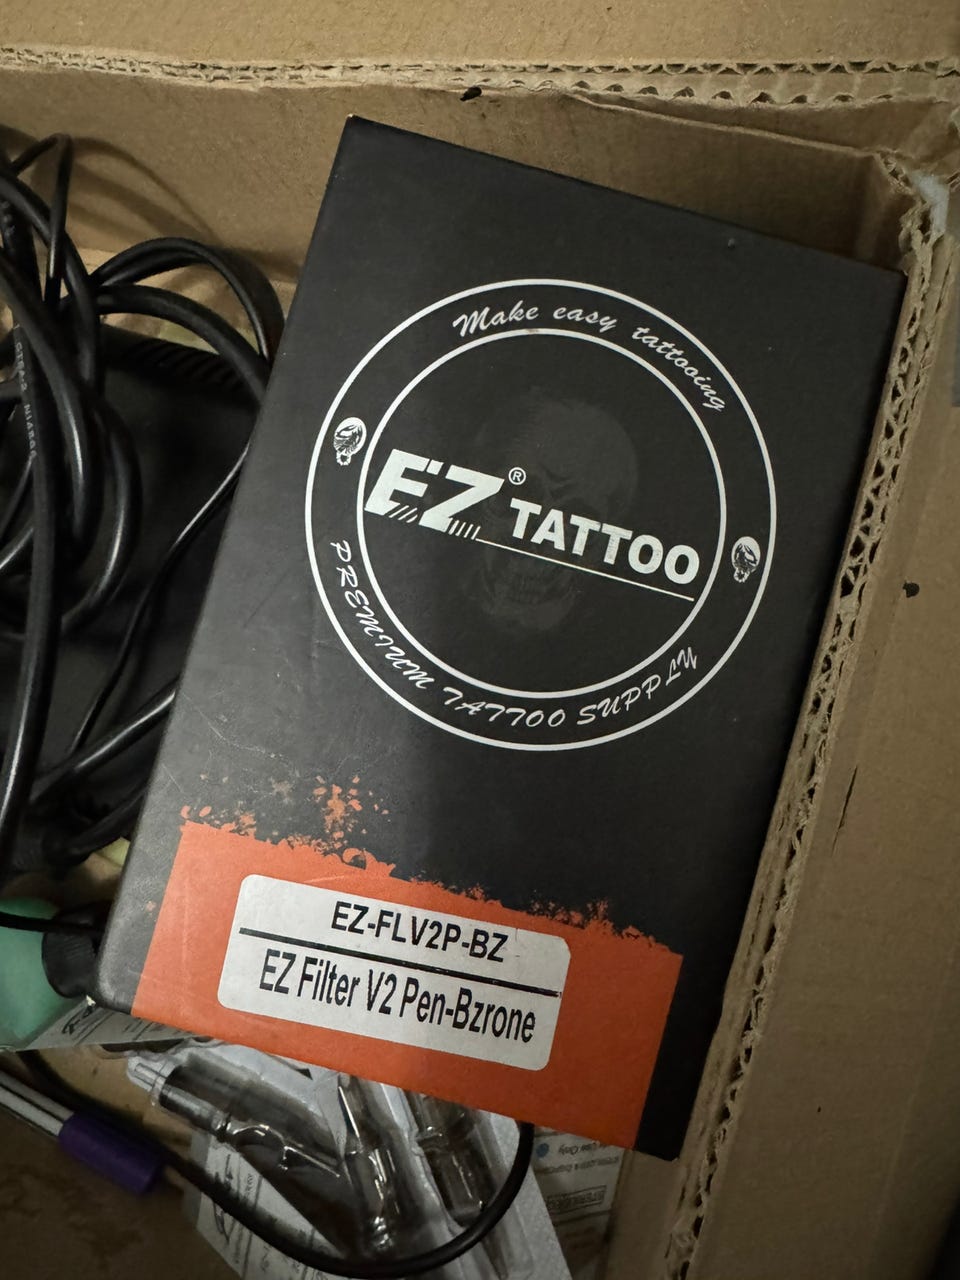 Make easy tattooing
EZ® TATTOO
PREMIUM TATTOO SUPPLY
EZ-FLV2P-BZ
EZ Filter V2 Pen-Bzrone